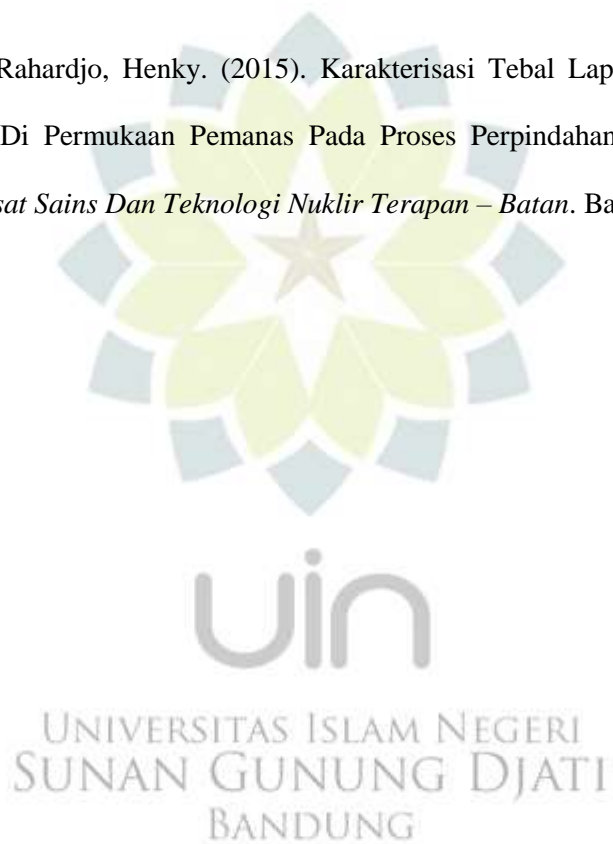 Rahardjo, Henky. (2015). Karakterisasi Tebal Lap
Di Permukaan Pemanas Pada Proses Perpindahan
sat Sains Dan Teknologi Nuklir Terapan – Batan. Ba
uin
UNIVERSITAS ISLAM NEGERI
SUNAN GUNUNG DJATI
BANDUNG